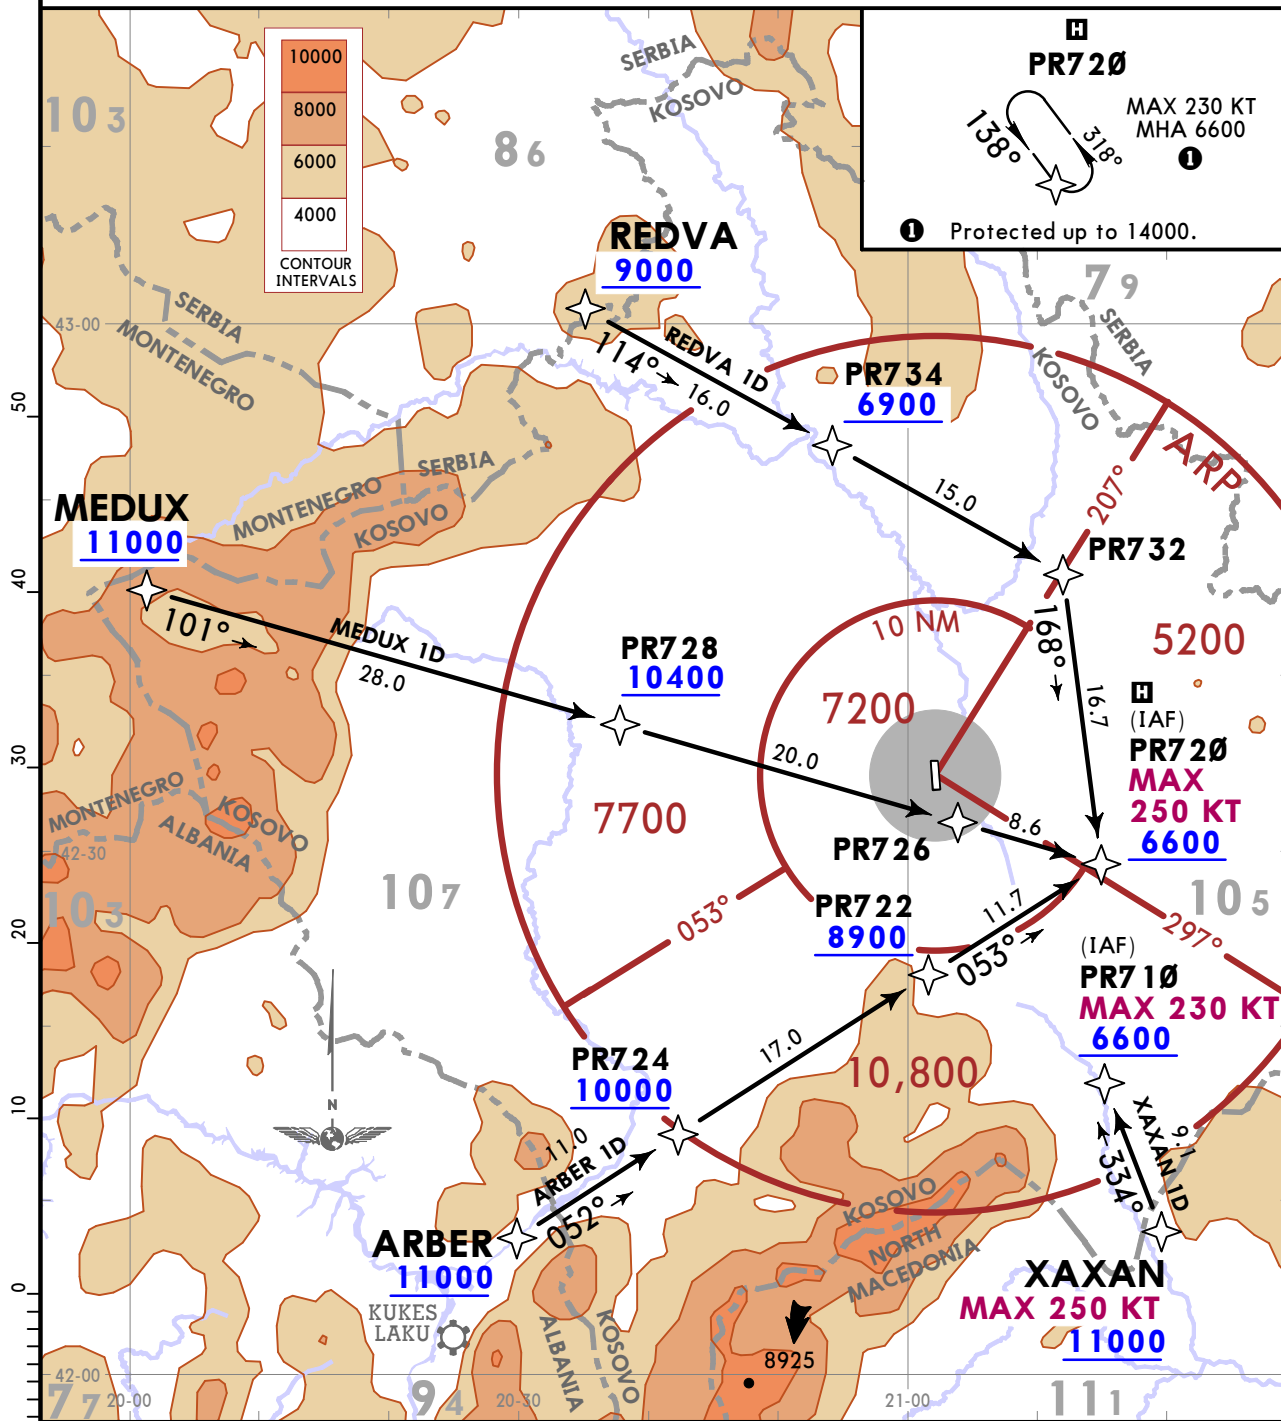 10000
8000
6000
4000
CONTOUR
INTERVALS
SERBIA
KOSOVO
PR720
H
138°
318°
MAX 230 KT
MHA 6600
1
1 Protected up to 14000.
103
86
79
REDVA
9000
43-00
SERBIA
MONTENEGRO
114°
REDVA 1D
16.0
PR734
6900
SERBIA
KOSOVO
50
ARP
207°
15.0
PR732
SERBIA
MONTENEGRO
KOSOVO
MEDUX
11000
40
101°
MEDUX 1D
28.0
10 NM
168°
16.7
5200
PR728
10400
7200
H
(IAF)
PR720
MAX
250 KT
6600
20.0
30
7700
8.6
PR726
MONTENEGRO
KOSOVO
ALBANIA
42-30
107
103
105
PR722
8900
11.7
053°
053°
297°
20
(IAF)
PR710
MAX 230 KT
6600
PR724
10000
17.0
10,800
10
N
11.0
ARBER 1D
052°
XAXAN 1D
9.1
334°
KOSOVO
NORTH
MACEDONIA
ARBER
11000
XAXAN
MAX 250 KT
11000
0
KUKES
LAKU
KOSOVO
ALBANIA
8925
42-00
77
20-00
94
20-30
21-00
111